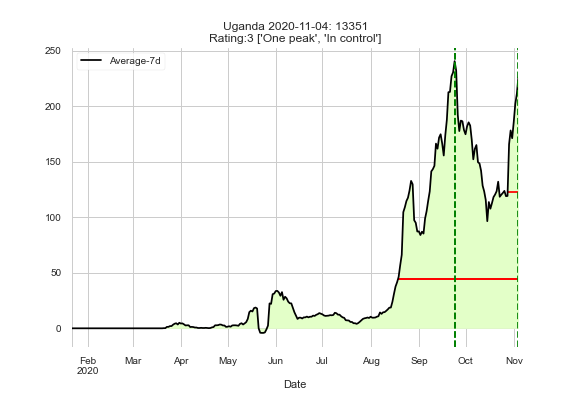 Uganda 2020-11-04: 13351
Rating:3 ['One peak', 'In control']
Average-7d
250
200
150
100
50
0
Feb
2020
Mar
Apr
May
Jun
Jul
Aug
Sep
Oct
Nov
Date